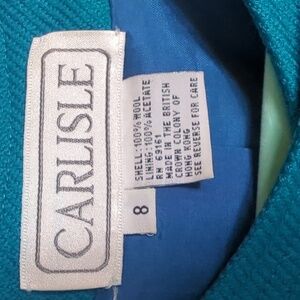 CARLISLE
SHELL: 100% WOOL
LINING: 100% ACETATE
RN 69161
MADE IN THE BRITISH
CROWN COLONY OF
HONG KONG
SEE REVERSE FOR CARE
8